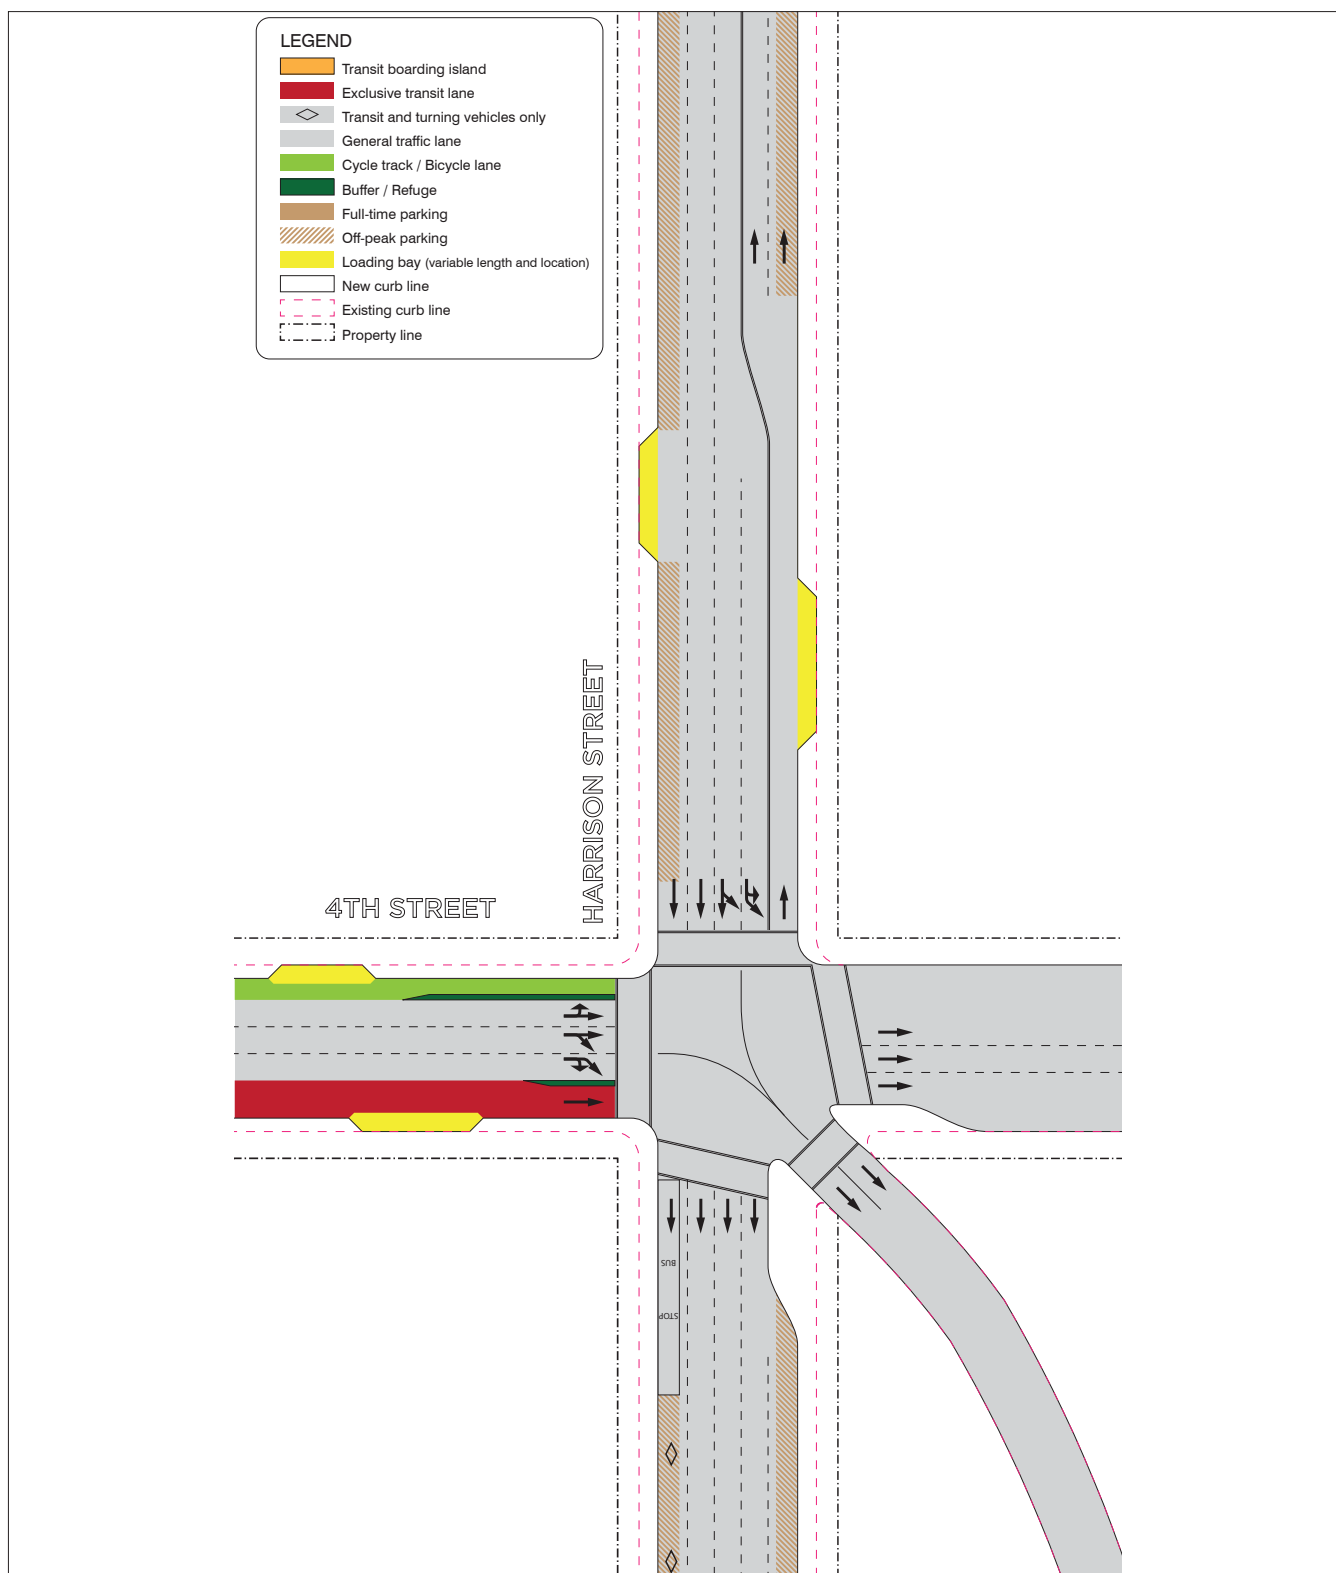 LEGEND
Transit boarding island
Exclusive transit lane
Transit and turning vehicles only
General traffic lane
Cycle track / Bicycle lane
Buffer / Refuge
Full-time parking
Off-peak parking
Loading bay (variable length and location)
New curb line
Existing curb line
Property line
HARRISON STREET
4TH STREET
BUS
STOP